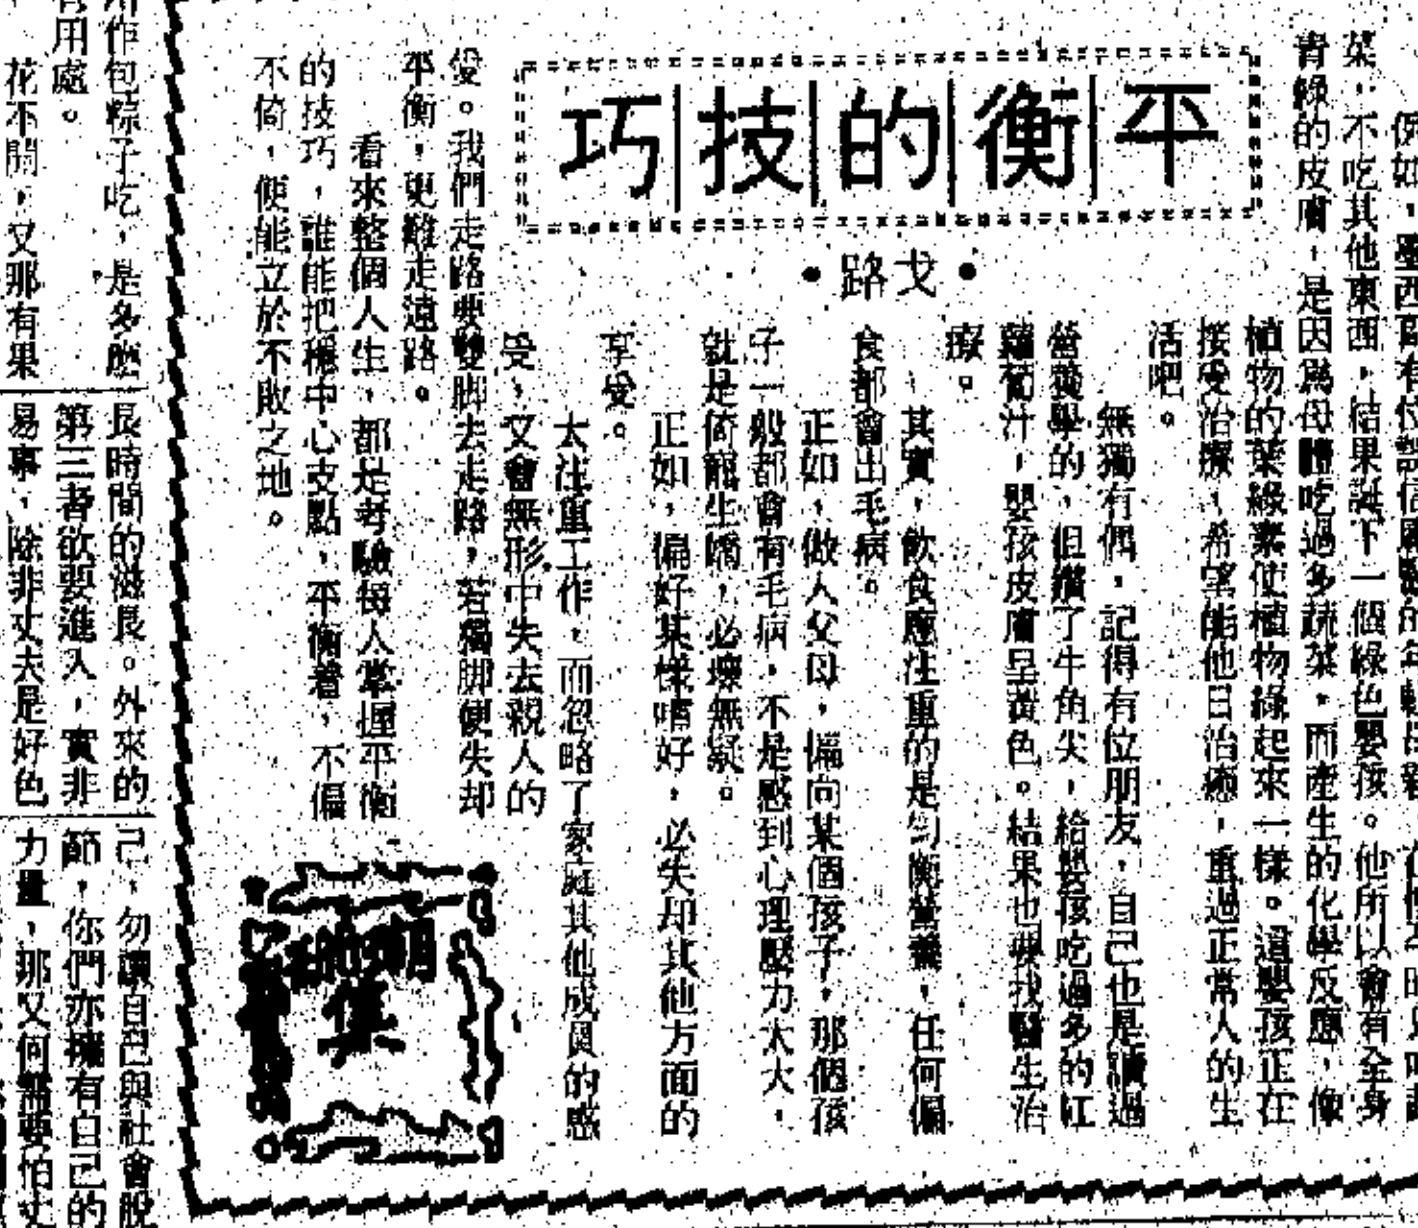 平衡的技巧
•戈路•
例如,墨西哥有位誤信
菜,不吃其他東西,結果誕下一個綠色嬰孩。他所以會有全身
青綠的皮膚,是因爲母體吃過多蔬菜,而產生的化學反應,像
植物的葉綠素使植物綠起來一樣。這嬰孩正在
接受治療,希望能他日治癒,重過正常人的生
活吧。
無獨有偶,記得有位朋友,自己也是讀過
營養學的,但鑽了牛角尖,給嬰孩吃過多的紅
蘿蔔汁,嬰孩皮膚呈黃色。結果也要找醫生治
療。
其實,飲食應注重的是均衡營養,任何偏
食都會出毛病。
正如,做人父母,偏向某個孩子,那個孩
子一般都會有毛病,不是感到心理壓力太大,
就是倚寵生嬌,必壞無疑。
正如,偏好某樣嗜好,必失却其他方面的
享受。
太注重工作,而忽略了家庭其他成員的感
受,又會無形中失去親人的
愛。我們走路要雙脚去走路,若獨脚便失却
平衡,更難走遠路。
看來整個人生,都是考驗每人掌握平衡
的技巧,誰能把穩中心支點,平衡着,不偏
不倚,便能立於不敗之地。
作包粽子吃,是多麽
用處。
花不開,又那有果
長時間的滋長。外來的
第三者欲要進入,實非
易事,除非丈夫是好色
己,勿讓自己與社會脫
節,你們亦擁有自己的
力量,那又何需要怕丈